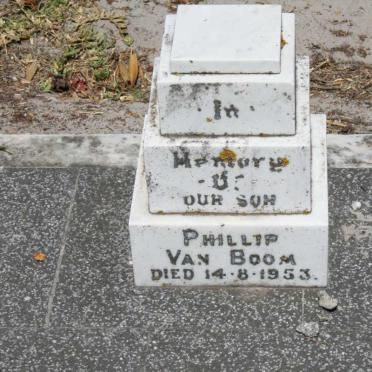 In
Memory
Of
OUR SON
PHILLIP
VAN BOOM
DIED 14·8·1953.